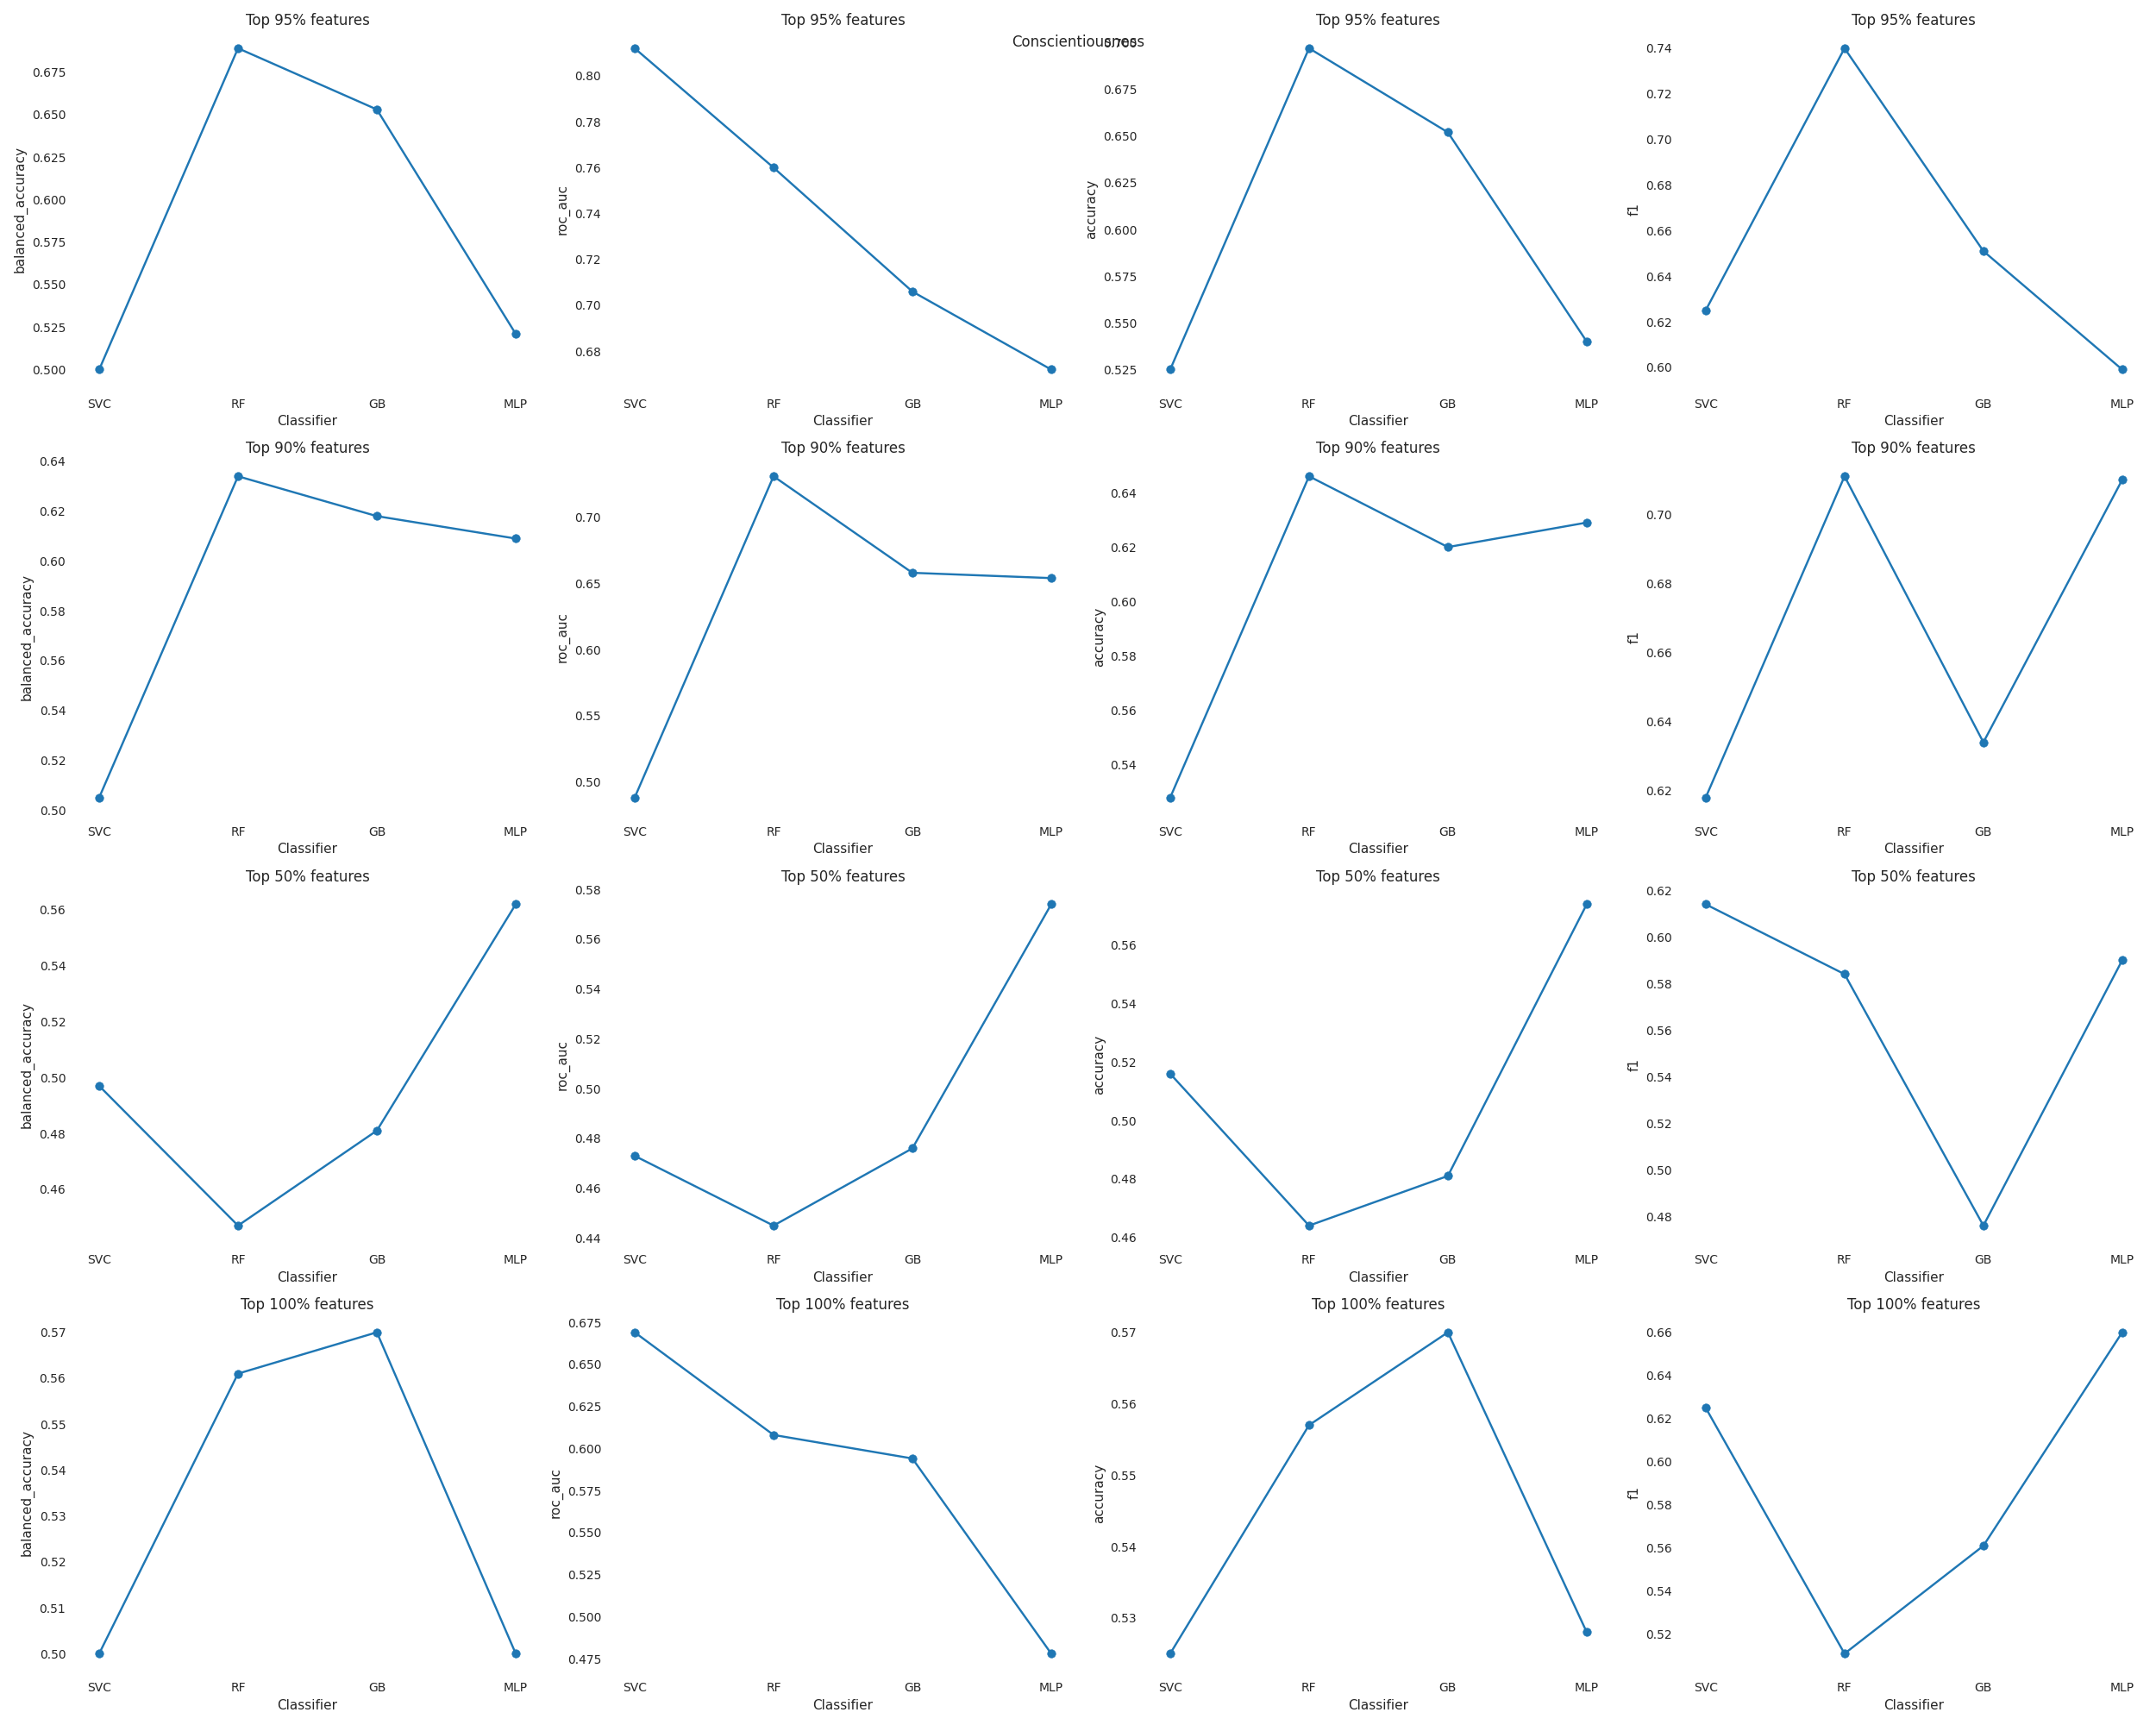 Conscientiousness
Top 95% features
balanced_accuracy
0.675
0.650
0.625
0.600
0.575
0.550
0.525
0.500
SVC RF GB MLP
Classifier
Top 95% features
roc_auc
0.80
0.78
0.76
0.74
0.72
0.70
0.68
SVC RF GB MLP
Classifier
Top 95% features
accuracy
0.700
0.675
0.650
0.625
0.600
0.575
0.550
0.525
SVC RF GB MLP
Classifier
Top 95% features
f1
0.74
0.72
0.70
0.68
0.66
0.64
0.62
0.60
SVC RF GB MLP
Classifier
Top 90% features
balanced_accuracy
0.64
0.62
0.60
0.58
0.56
0.54
0.52
0.50
SVC RF GB MLP
Classifier
Top 90% features
roc_auc
0.70
0.65
0.60
0.55
0.50
SVC RF GB MLP
Classifier
Top 90% features
accuracy
0.64
0.62
0.60
0.58
0.56
0.54
SVC RF GB MLP
Classifier
Top 90% features
f1
0.70
0.68
0.66
0.64
0.62
SVC RF GB MLP
Classifier
Top 50% features
balanced_accuracy
0.56
0.54
0.52
0.50
0.48
0.46
SVC RF GB MLP
Classifier
Top 50% features
roc_auc
0.58
0.56
0.54
0.52
0.50
0.48
0.46
0.44
SVC RF GB MLP
Classifier
Top 50% features
accuracy
0.56
0.54
0.52
0.50
0.48
0.46
SVC RF GB MLP
Classifier
Top 50% features
f1
0.62
0.60
0.58
0.56
0.54
0.52
0.50
0.48
SVC RF GB MLP
Classifier
Top 100% features
balanced_accuracy
0.57
0.56
0.55
0.54
0.53
0.52
0.51
0.50
SVC RF GB MLP
Classifier
Top 100% features
roc_auc
0.675
0.650
0.625
0.600
0.575
0.550
0.525
0.500
0.475
SVC RF GB MLP
Classifier
Top 100% features
accuracy
0.57
0.56
0.55
0.54
0.53
SVC RF GB MLP
Classifier
Top 100% features
f1
0.66
0.64
0.62
0.60
0.58
0.56
0.54
0.52
SVC RF GB MLP
Classifier